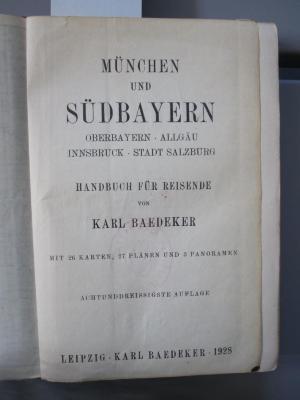 MÜNCHEN
UND
SÜDBAYERN
OBERBAYERN · ALLGÄU
INNSBRUCK · STADT SALZBURG
HANDBUCH FÜR REISENDE
VON
KARL BAEDEKER
MIT 26 KARTEN, 27 PLÄNEN UND 3 PANORAMEN
ACHTUNDDREISSIGSTE AUFLAGE
LEIPZIG · KARL BAEDEKER · 1928